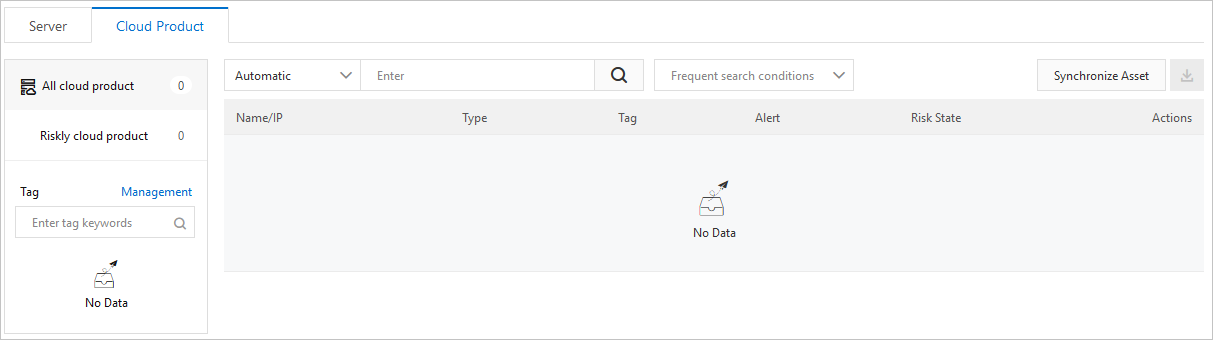 Server Cloud Product
All cloud product 0
Riskly cloud product 0
Tag Management
Enter tag keywords
No Data
Automatic Enter Frequent search conditions Synchronize Asset
Name/IP Type Tag Alert Risk State Actions
No Data